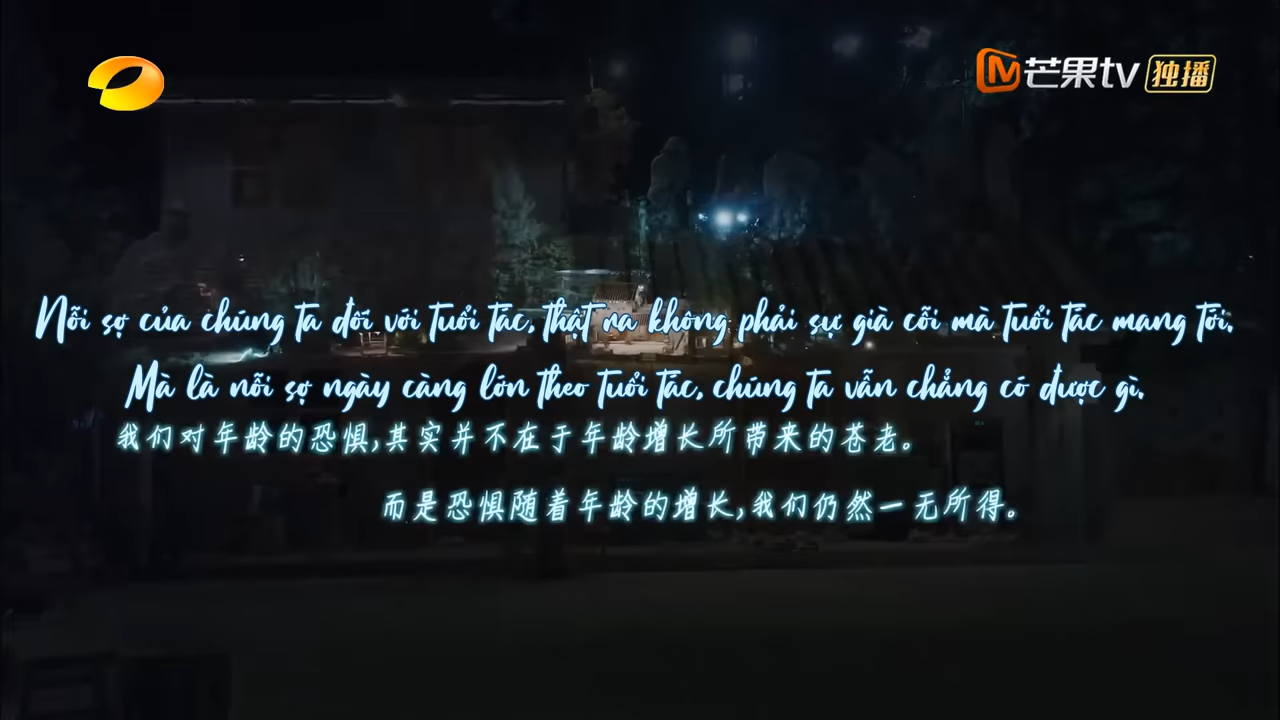 芒果tv 独播
Nỗi sợ của chúng ta đối với tuổi tác, thật ra không phải sự già cỗi mà tuổi tác mang tới.
Mà là nỗi sợ ngày càng lớn theo tuổi tác, chúng ta vẫn chẳng có được gì.
我们对年龄的恐惧,其实并不在于年龄增长所带来的苍老。
而是恐惧随着年龄的增长,我们仍然一无所得。